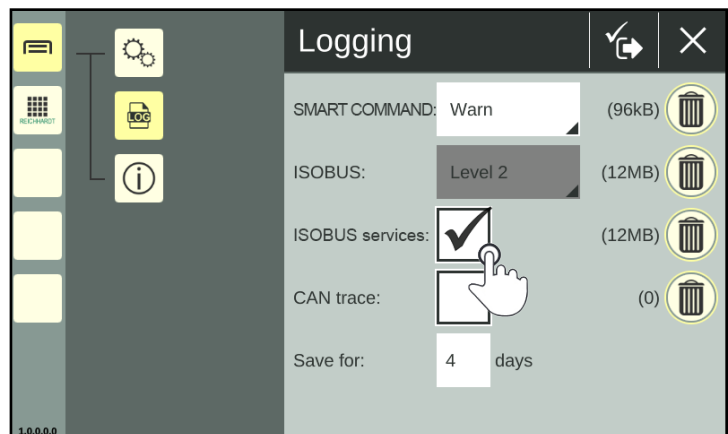 Logging
REICHHARDT
LOG
SMART COMMAND: Warn (96kB)
ISOBUS: Level 2 (12MB)
ISOBUS services: (12MB)
CAN trace: (0)
Save for: 4 days
1.0.0.0.0